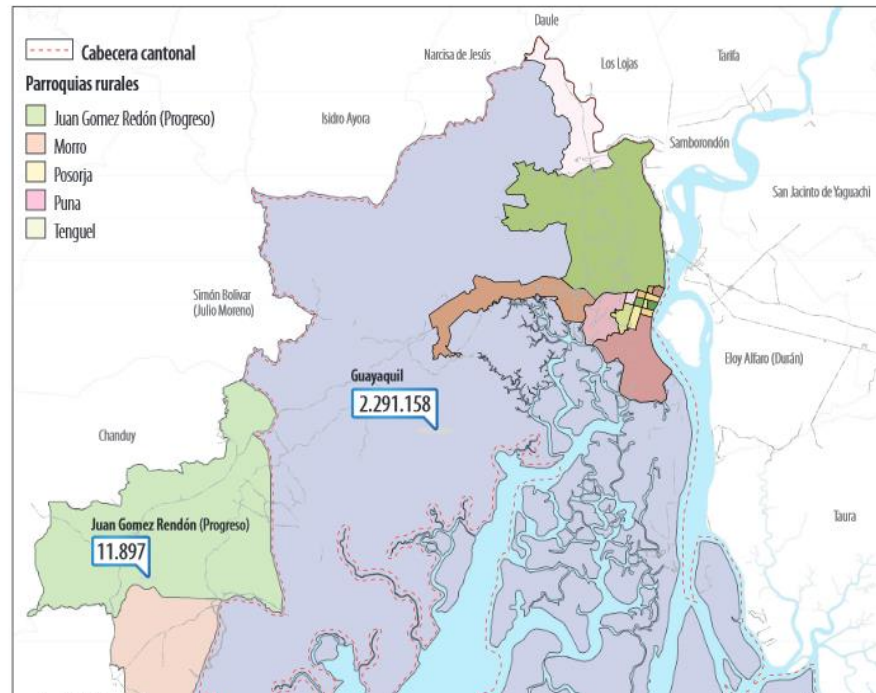 Cabecera cantonal
Parroquias rurales
Juan Gomez Redón (Progreso)
Morro
Posorja
Puna
Tenguel
Daule
Narcisa de Jesús
Los Lojas
Tarifa
Isidro Ayora
Samborondón
San Jacinto de Yaguachi
Simón Bolívar
(Julio Moreno)
Eloy Alfaro (Durán)
Guayaquil
2.291.158
Chanduy
Taura
Juan Gomez Rendón (Progreso)
11.897